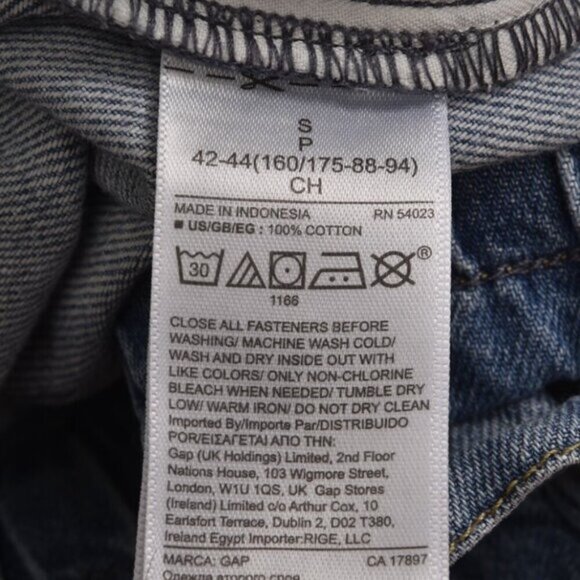 S
P
42-44(160/175-88-94)
CH
MADE IN INDONESIA RN 54023
■ US/GB/EG : 100% COTTON
30 ®
1166
CLOSE ALL FASTENERS BEFORE
WASHING/ MACHINE WASH COLD/
WASH AND DRY INSIDE OUT WITH
LIKE COLORS/ ONLY NON-CHLORINE
BLEACH WHEN NEEDED/ TUMBLE DRY
LOW/ WARM IRON/ DO NOT DRY CLEAN
Imported By/Importe Par/DISTRIBUIDO
POR/ΕΙΣΑΓΕΤΑΙ ΑΠΟ ΤΗΝ:
Gap (UK Holdings) Limited, 2nd Floor
Nations House, 103 Wigmore Street,
London, W1U 1QS, UK Gap Stores
(Ireland) Limited c/o Arthur Cox, 10
Earlsfort Terrace, Dublin 2, D02 T380,
Ireland Egypt Importer:RIGE, LLC
MARCA: GAP CA 17897
Одежда второго слоя